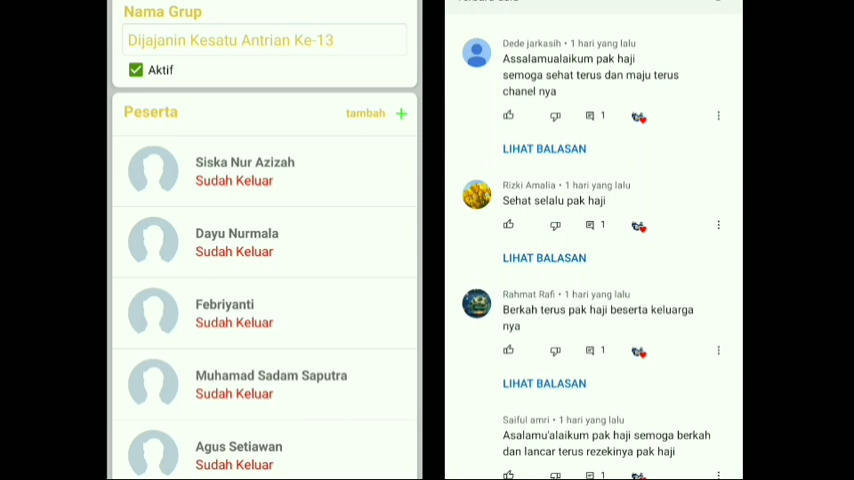 Nama Grup
Dijajanin Kesatu Antrian Ke-13
Aktif
Peserta
tambah +
Siska Nur Azizah
Sudah Keluar
Dayu Nurmala
Sudah Keluar
Febriyanti
Sudah Keluar
Muhamad Sadam Saputra
Sudah Keluar
Agus Setiawan
Sudah Keluar
Dede jarkasih • 1 hari yang lalu
Assalamualaikum pak haji
semoga sehat terus dan maju terus
chanel nya
1
LIHAT BALASAN
Rizki Amalia • 1 hari yang lalu
Sehat selalu pak haji
1
LIHAT BALASAN
Rahmat Rafi • 1 hari yang lalu
Berkah terus pak haji beserta keluarga
nya
1
LIHAT BALASAN
Saiful amri • 1 hari yang lalu
Asalamu'alaikum pak haji semoga berkah
dan lancar terus rezekinya pak haji
1